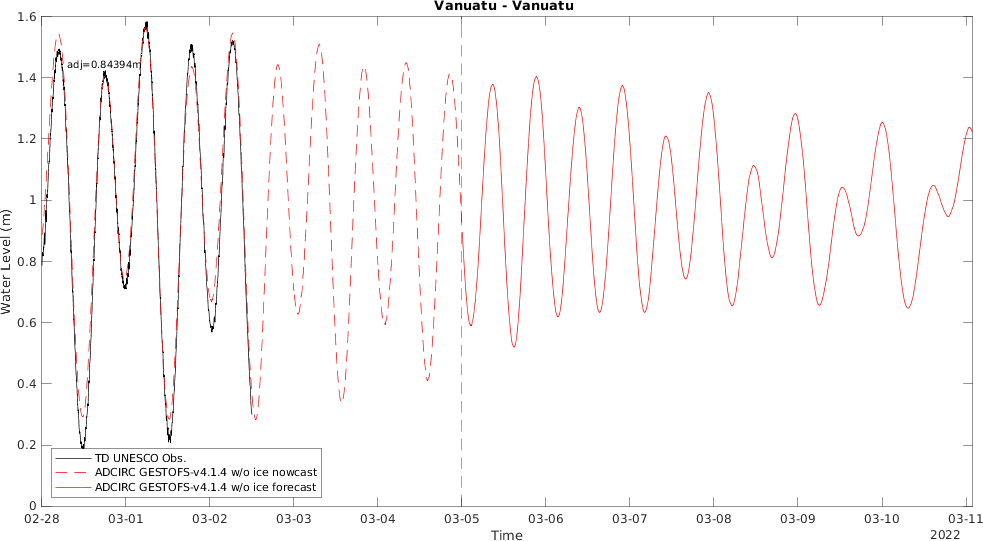 Vanuatu - Vanuatu
1.6
1.4
1.2
1
0.8
0.6
0.4
0.2
0
Water Level (m)
adj=0.84394m
TD UNESCO Obs.
ADCIRC GESTOFS-v4.1.4 w/o ice nowcast
ADCIRC GESTOFS-v4.1.4 w/o ice forecast
02-28 03-01 03-02 03-03 03-04 03-05 03-06 03-07 03-08 03-09 03-10 03-11
Time
2022